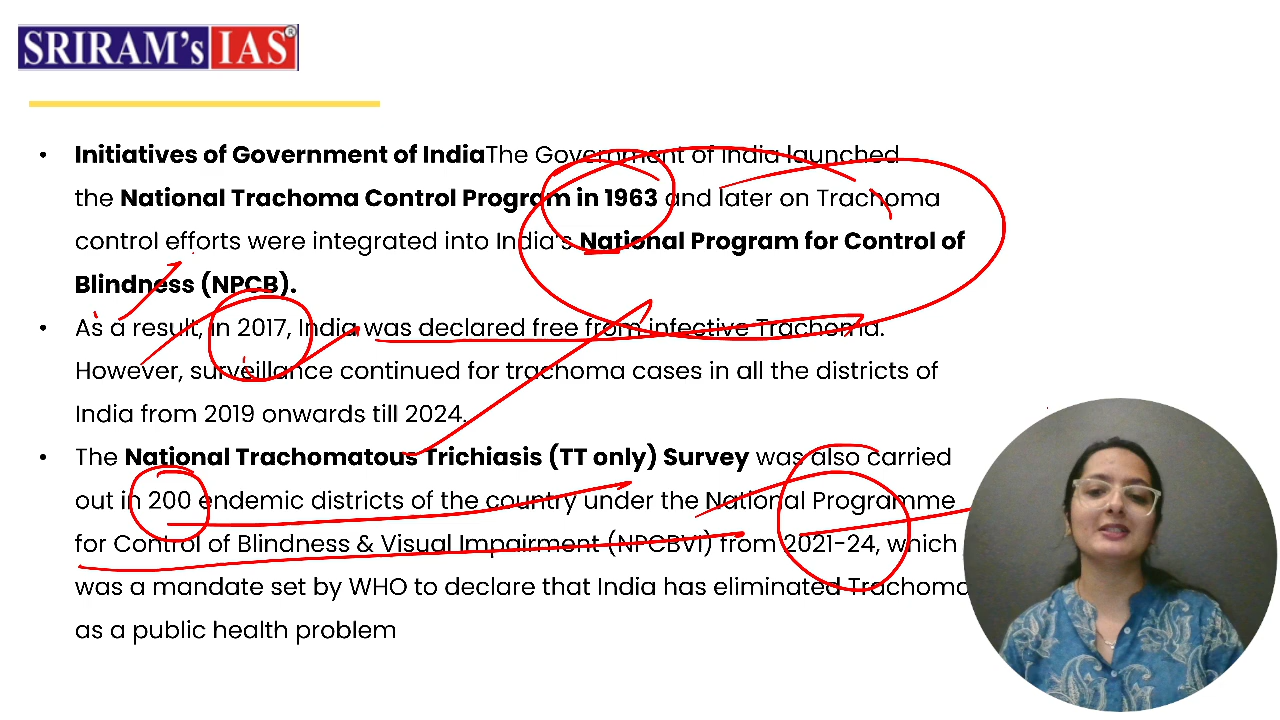 SRIRAM's IAS®
• Initiatives of Government of IndiaThe Government of India launched
the National Trachoma Control Program in 1963 and later on Trachoma
control efforts were integrated into India's National Program for Control of
Blindness (NPCB).
• As a result, in 2017, India was declared free from infective Trachoma.
However, surveillance continued for trachoma cases in all the districts of
India from 2019 onwards till 2024.
• The National Trachomatous Trichiasis (TT only) Survey was also carried
out in 200 endemic districts of the country under the National Programme
for Control of Blindness & Visual Impairment (NPCBVI) from 2021-24, which
was a mandate set by WHO to declare that India has eliminated Trachoma
as a public health problem